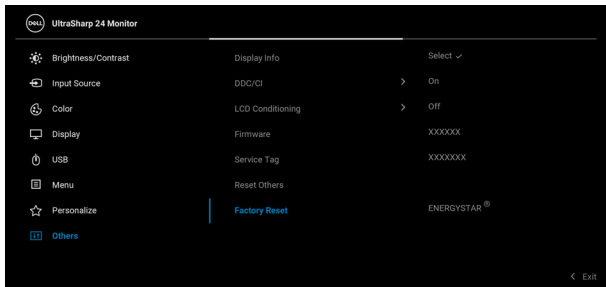 DELL UltraSharp 24 Monitor
Brightness/Contrast Display Info Select ✓
Input Source DDC/CI > On
Color LCD Conditioning > Off
Display Firmware XXXXXX
USB Service Tag XXXXXXX
Menu Reset Others
Personalize Factory Reset ENERGYSTAR ®
Others
< Exit